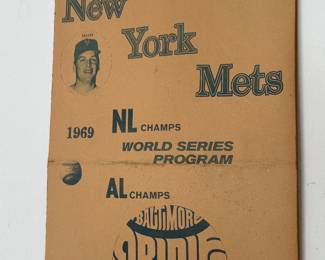 New
York
Mets
1969
NL CHAMPS
WORLD SERIES
PROGRAM
AL CHAMPS
BALTIMORE